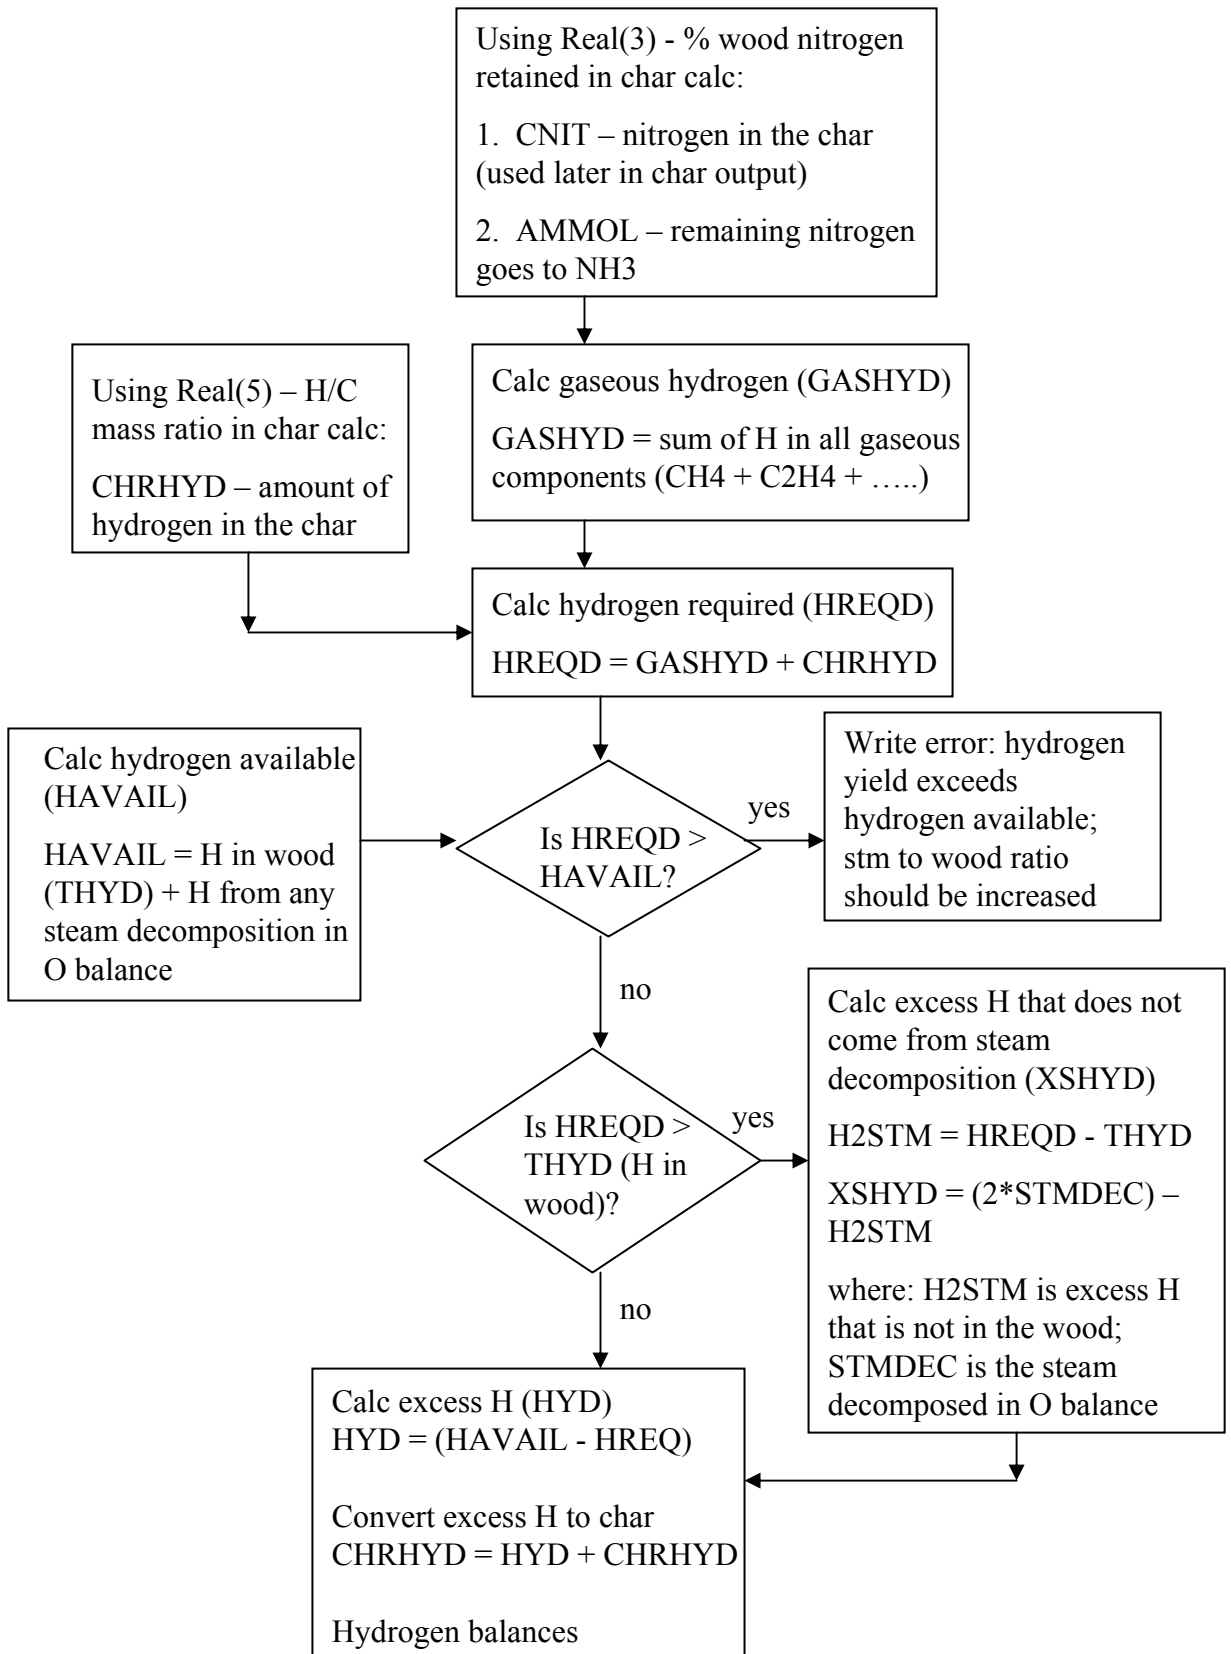 Using Real(3) - % wood nitrogen
retained in char calc:
1.  CNIT – nitrogen in the char
(used later in char output)
2.  AMMOL – remaining nitrogen
goes to NH3
Using Real(5) – H/C
mass ratio in char calc:
CHRHYD – amount of
hydrogen in the char
Calc gaseous hydrogen (GASHYD)
GASHYD = sum of H in all gaseous
components (CH4 + C2H4 + …..)
Calc hydrogen required (HREQD)
HREQD = GASHYD + CHRHYD
Calc hydrogen available
(HAVAIL)
HAVAIL = H in wood
(THYD) + H from any
steam decomposition in
O balance
Is HREQD >
HAVAIL?
yes
Write error: hydrogen
yield exceeds
hydrogen available;
stm to wood ratio
should be increased
no
Is HREQD >
THYD (H in
wood)?
yes
Calc excess H that does not
come from steam
decomposition (XSHYD)
H2STM = HREQD - THYD
XSHYD = (2*STMDEC) –
H2STM
where: H2STM is excess H
that is not in the wood;
STMDEC is the steam
decomposed in O balance
no
Calc excess H (HYD)
HYD = (HAVAIL - HREQ)
Convert excess H to char
CHRHYD = HYD + CHRHYD
Hydrogen balances